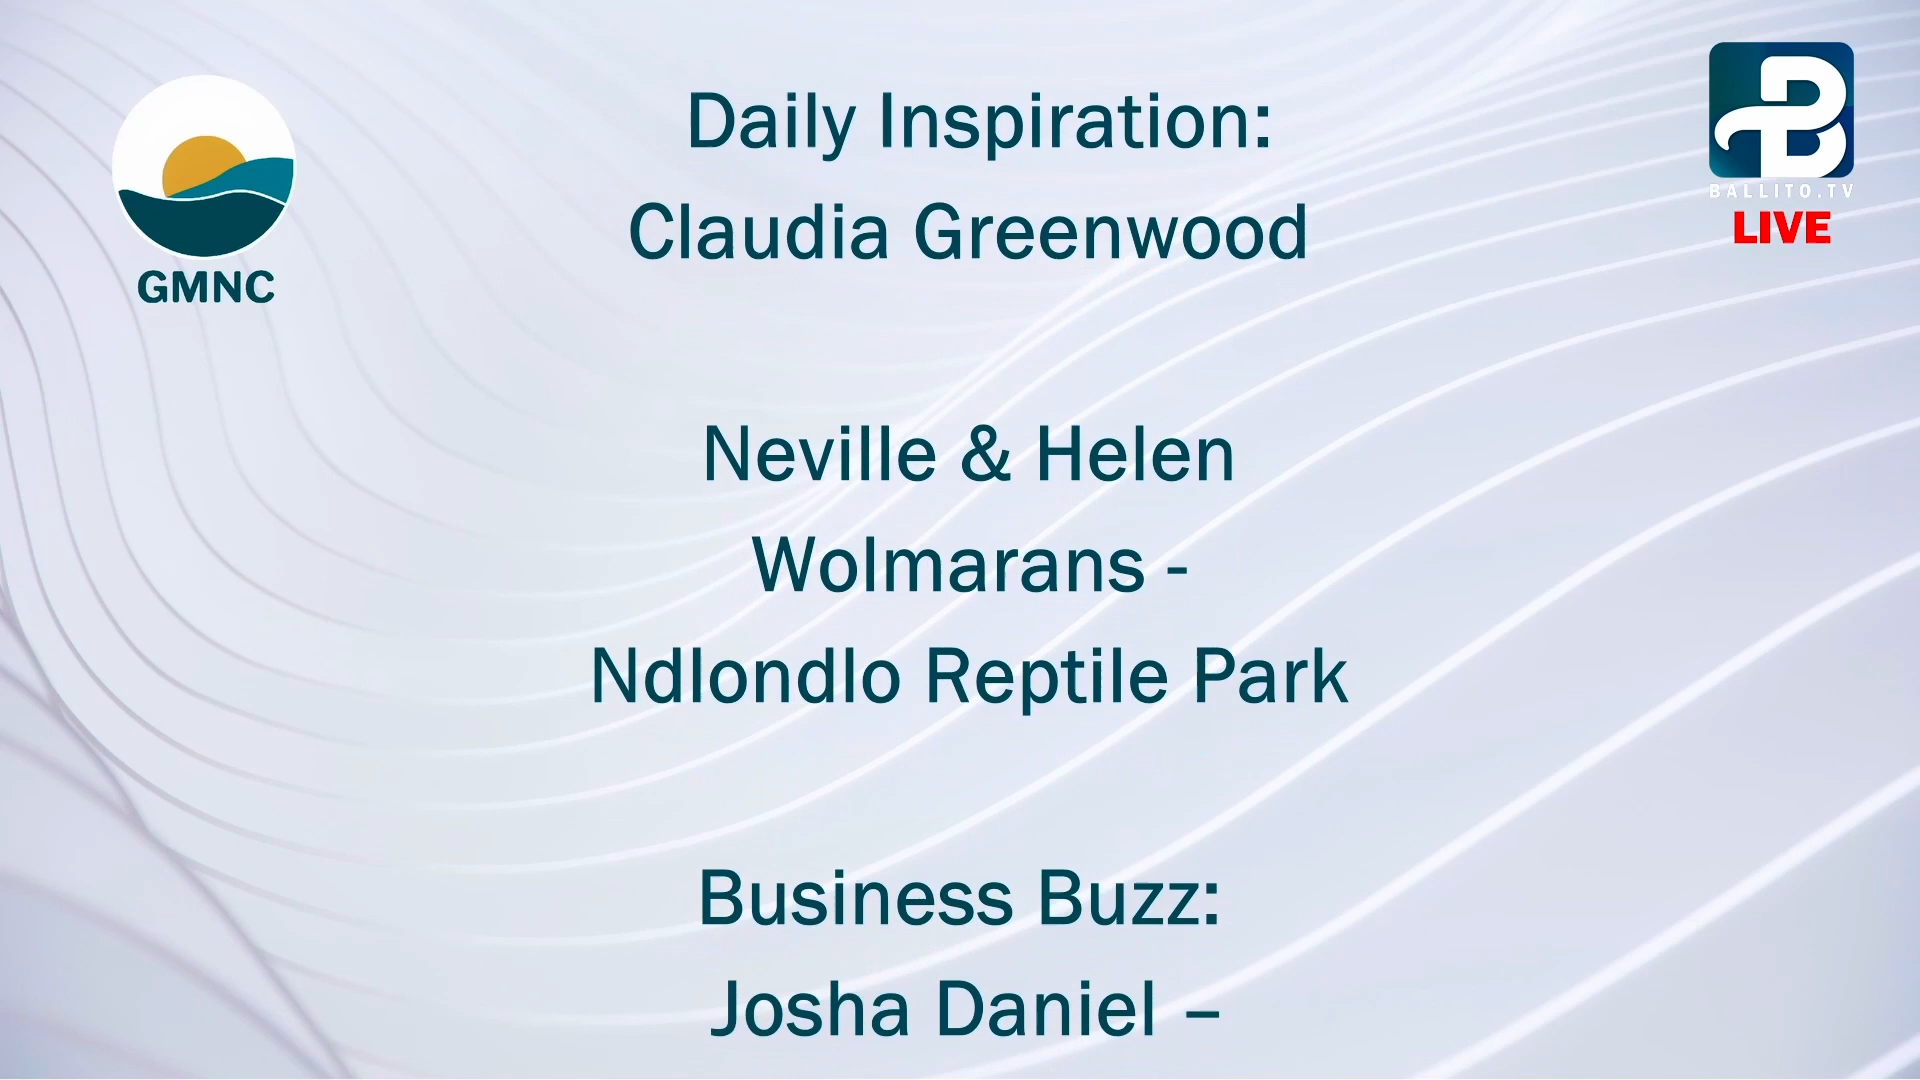 Daily Inspiration:
Claudia Greenwood
GMNC
BALLITO.TV
LIVE
Neville & Helen
Wolmarans -
Ndlondlo Reptile Park
Business Buzz:
Josha Daniel –